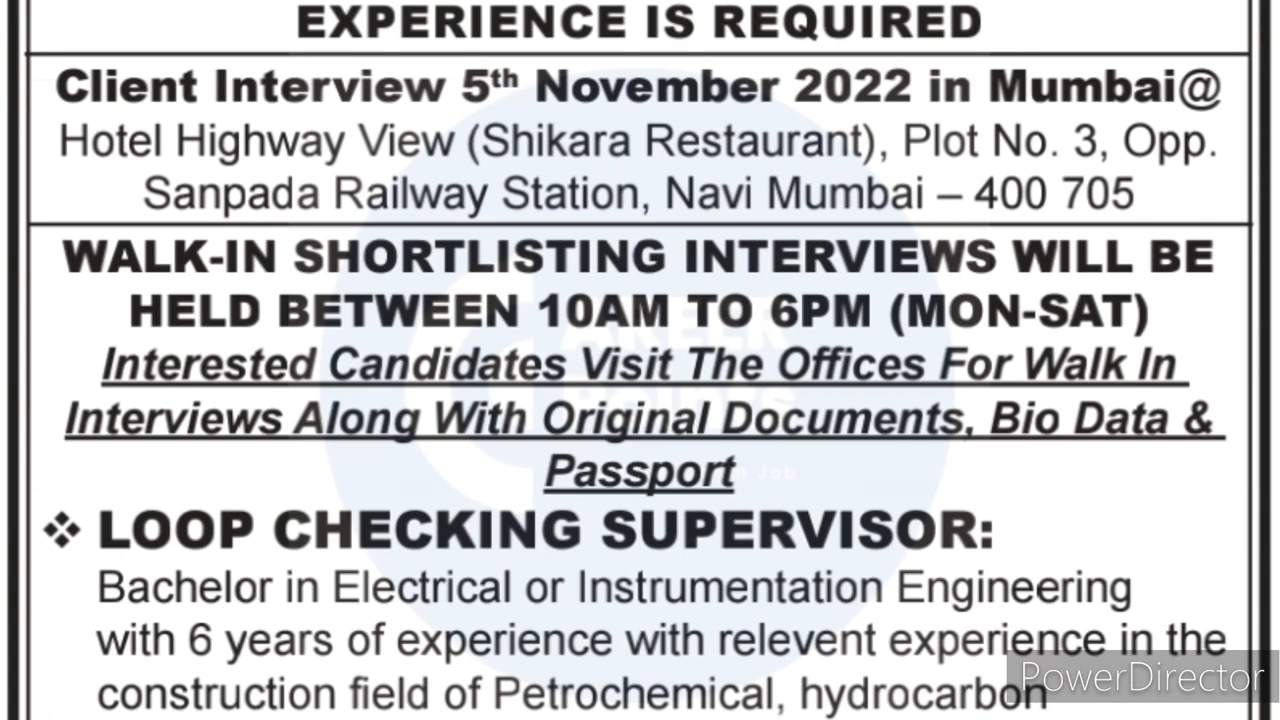 EXPERIENCE IS REQUIRED
Client Interview 5th November 2022 in Mumbai@
Hotel Highway View (Shikara Restaurant), Plot No. 3, Opp.
Sanpada Railway Station, Navi Mumbai – 400 705
WALK-IN SHORTLISTING INTERVIEWS WILL BE
HELD BETWEEN 10AM TO 6PM (MON-SAT)
Interested Candidates Visit The Offices For Walk In
Interviews Along With Original Documents, Bio Data &
Passport
❖ LOOP CHECKING SUPERVISOR:
Bachelor in Electrical or Instrumentation Engineering
with 6 years of experience with relevent experience in the
construction field of Petrochemical, hydrocarbon
PowerDirector